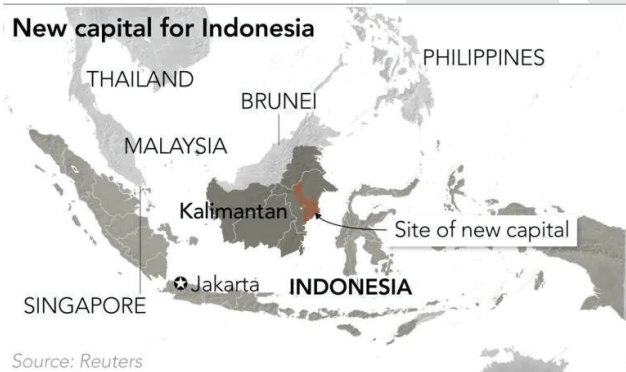 New capital for Indonesia
PHILIPPINES
THAILAND
BRUNEI
MALAYSIA
Kalimantan
Site of new capital
Jakarta
INDONESIA
SINGAPORE
Source: Reuters